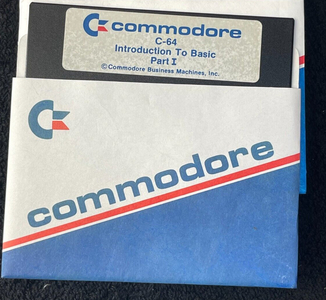 commodore
C-64
Introduction To Basic
Part I
©Commodore Business Machines, Inc.
commodore